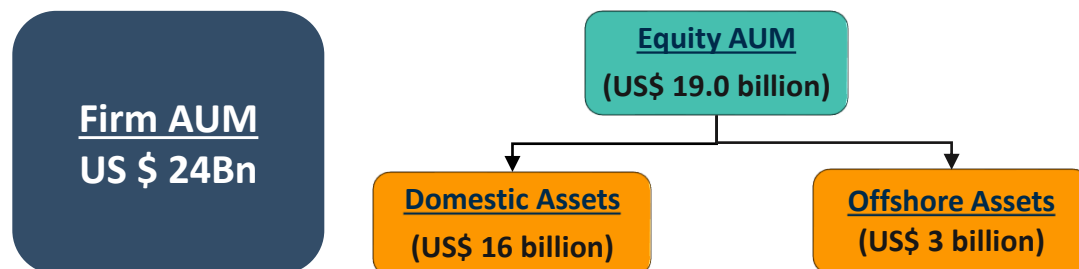 Firm AUM
US $ 24Bn
Equity AUM
(US$ 19.0 billion)
Domestic Assets
(US$ 16 billion)
Offshore Assets
(US$ 3 billion)